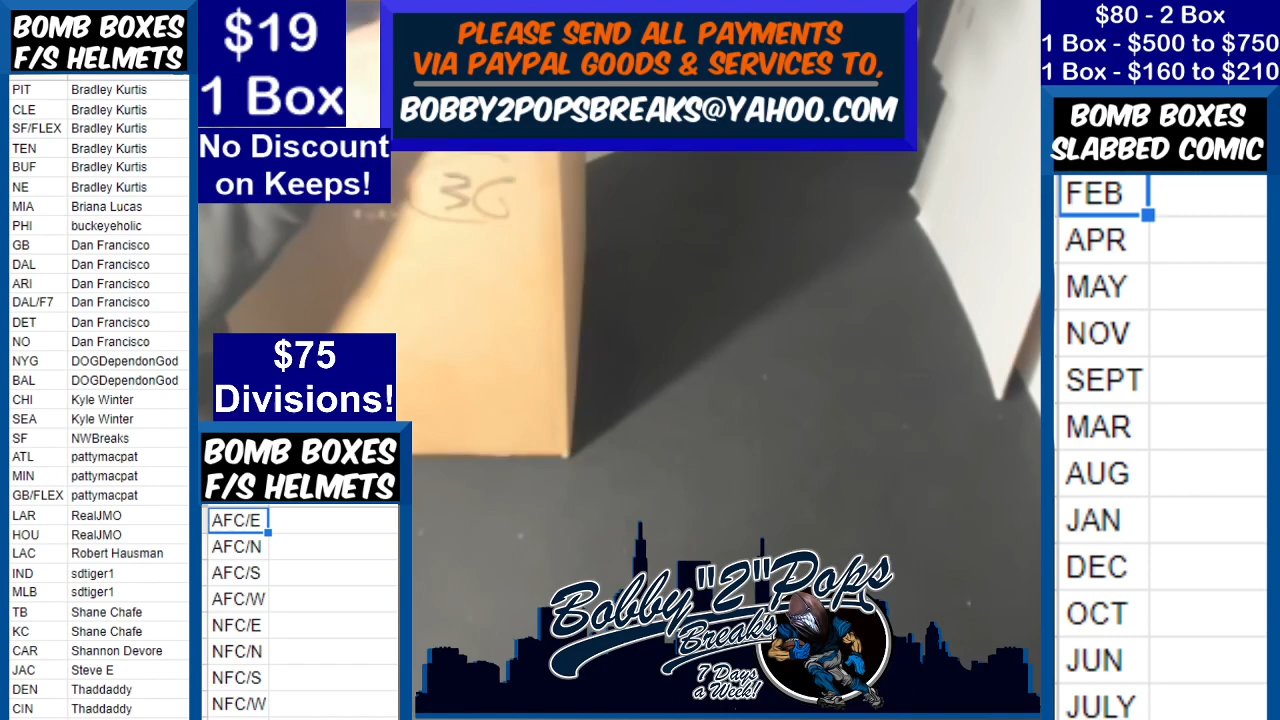 BOMB BOXES
F/S HELMETS
PIT Bradley Kurtis
CLE Bradley Kurtis
SF/FLEX Bradley Kurtis
TEN Bradley Kurtis
BUF Bradley Kurtis
NE Bradley Kurtis
MIA Briana Lucas
PHI buckeyeholic
GB Dan Francisco
DAL Dan Francisco
ARI Dan Francisco
DAL/F7 Dan Francisco
DET Dan Francisco
NO Dan Francisco
NYG DOGDependonGod
BAL DOGDependonGod
CHI Kyle Winter
SEA Kyle Winter
SF NWBreaks
ATL pattymacpat
MIN pattymacpat
GB/FLEX pattymacpat
LAR RealJMO
HOU RealJMO
LAC Robert Hausman
IND sdtiger1
MLB sdtiger1
TB Shane Chafe
KC Shane Chafe
CAR Shannon Devore
JAC Steve E
DEN Thaddaddy
CIN Thaddaddy
$19
1 Box
No Discount
on Keeps!
$75
Divisions!
BOMB BOXES
F/S HELMETS
AFC/E
AFC/N
AFC/S
AFC/W
NFC/E
NFC/N
NFC/S
NFC/W
PLEASE SEND ALL PAYMENTS
VIA PAYPAL GOODS & SERVICES TO,
BOBBY2POPSBREAKS@YAHOO.COM
36
Bobby "2" Pops
Breaks
7 Days
a Week!
$80 - 2 Box
1 Box - $500 to $750
1 Box - $160 to $210
BOMB BOXES
SLABBED COMIC
FEB
APR
MAY
NOV
SEPT
MAR
AUG
JAN
DEC
OCT
JUN
JULY